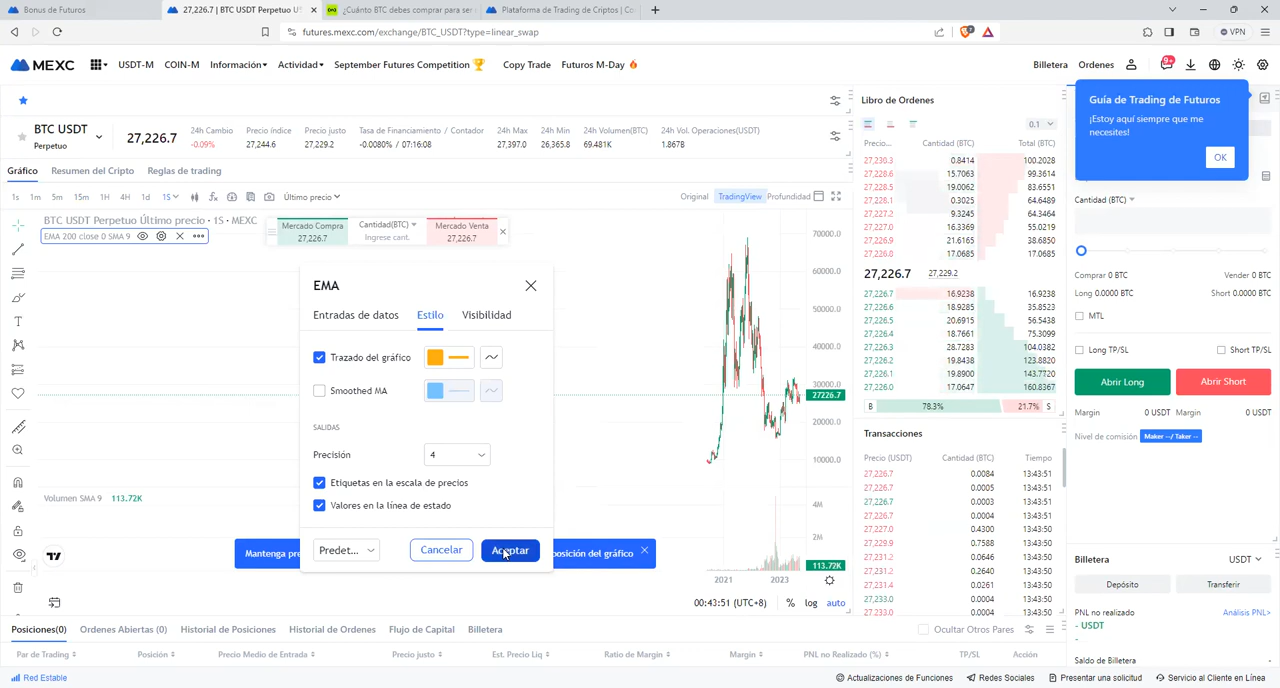 Bonus de Futuros
27,226.7 | BTC USDT Perpetuo U
¿Cuánto BTC debes comprar para ser
Plataforma de Trading de Criptos | Co
futures.mexc.com/exchange/BTC_USDT?type=linear_swap
VPN
MEXC
USDT-M
COIN-M
Información
Actividad
September Futures Competition
Copy Trade
Futuros M-Day
Billetera
Ordenes
9+
BTC USDT
Perpetuo
27,226.7
24h Cambio
-0.09%
Precio índice
27,244.6
Precio justo
27,229.2
Tasa de Financiamiento / Contador
-0.0080% / 07:16:08
24h Max
27,397.0
24h Min
26,365.8
24h Volumen(BTC)
69.481K
24h Vol. Operaciones(USDT)
1.867B
Gráfico
Resumen del Cripto
Reglas de trading
1s 1m 5m 15m 1H 4H 1d 1S
Último precio
Original
TradingView
Profundidad
BTC USDT Perpetuo Último precio · 1S · MEXC
EMA 200 close 0 SMA 9
Mercado Compra
27,226.7
Cantidad(BTC)
Ingrese cant.
Mercado Venta
27,226.7
EMA
Entradas de datos
Estilo
Visibilidad
Trazado del gráfico
Smoothed MA
SALIDAS
Precisión
4
Etiquetas en la escala de precios
Valores en la línea de estado
Predet...
Cancelar
Aceptar
Mantenga pre
posición del gráfico
Volumen SMA 9 113.72K
70000.0
60000.0
50000.0
40000.0
30000.0
27226.7
20000.0
10000.0
4M
2M
113.72K
2021
2023
00:43:51 (UTC+8)
%
log
auto
Libro de Ordenes
0.1
Precio...
Cantidad (BTC)
Total (BTC)
27,230.3 0.8414 100.2028
27,228.6 15.7063 99.3614
27,228.5 19.0062 83.6551
27,228.1 0.3025 64.6489
27,227.2 9.3245 64.3464
27,227.0 16.3369 55.0219
27,226.9 21.6165 38.6850
27,226.8 17.0685 17.0685
27,226.7
27,229.2
27,226.7 16.9238 16.9238
27,226.6 18.9285 35.8523
27,226.5 20.6915 56.5438
27,226.4 18.7661 75.3099
27,226.3 28.7283 104.0382
27,226.2 19.8438 123.8820
27,226.1 19.8900 143.7720
27,226.0 17.0647 160.8367
B
78.3%
21.7%
S
Transacciones
Precio (USDT)
Cantidad (BTC)
Tiempo
27,226.7 0.0084 13:43:51
27,226.7 0.0005 13:43:51
27,226.7 0.0003 13:43:51
27,226.7 0.0017 13:43:51
27,227.0 0.4300 13:43:51
27,229.9 0.7588 13:43:51
27,231.2 0.0646 13:43:51
27,231.2 0.2640 13:43:51
27,231.4 0.0261 13:43:51
27,233.0 0.0004 13:43:51
27,233.0 0.0004 13:43:51
Guía de Trading de Futuros
¡Estoy aquí siempre que me
necesites!
OK
Cantidad (BTC)
Comprar 0 BTC
Vender 0 BTC
Long 0.0000 BTC
Short 0.0000 BTC
MTL
Long TP/SL
Short TP/SL
Abrir Long
Abrir Short
Margin 0 USDT
Margin 0 USDT
Nivel de comisión
Maker --/ Taker --
Billetera
USDT
Depósito
Transferir
PNL no realizado
Análisis PNL>
- USDT
-
Saldo de Billetera
-
Posiciones(0)
Ordenes Abiertas (0)
Historial de Posiciones
Historial de Ordenes
Flujo de Capital
Billetera
Ocultar Otros Pares
Par de Trading
Posición
Precio Medio de Entrada
Precio justo
Est. Precio Liq
Ratio de Margin
Margin
PNL no Realizado (%)
TP/SL
Acción
Red Estable
Actualizaciones de Funciones
Redes Sociales
Presentar una solicitud
Servicio al Cliente en Línea